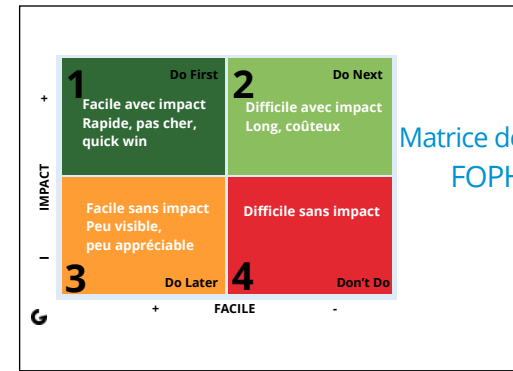 1
Do First
Facile avec impact
Rapide, pas cher,
quick win
2
Do Next
Difficile avec impact
Long, coûteux
Matrice
FOPH
+
IMPACT
–
Facile sans impact
Peu visible,
peu appréciable
3
Do Later
Difficile sans impact
4
Don't Do
+
FACILE
-
G